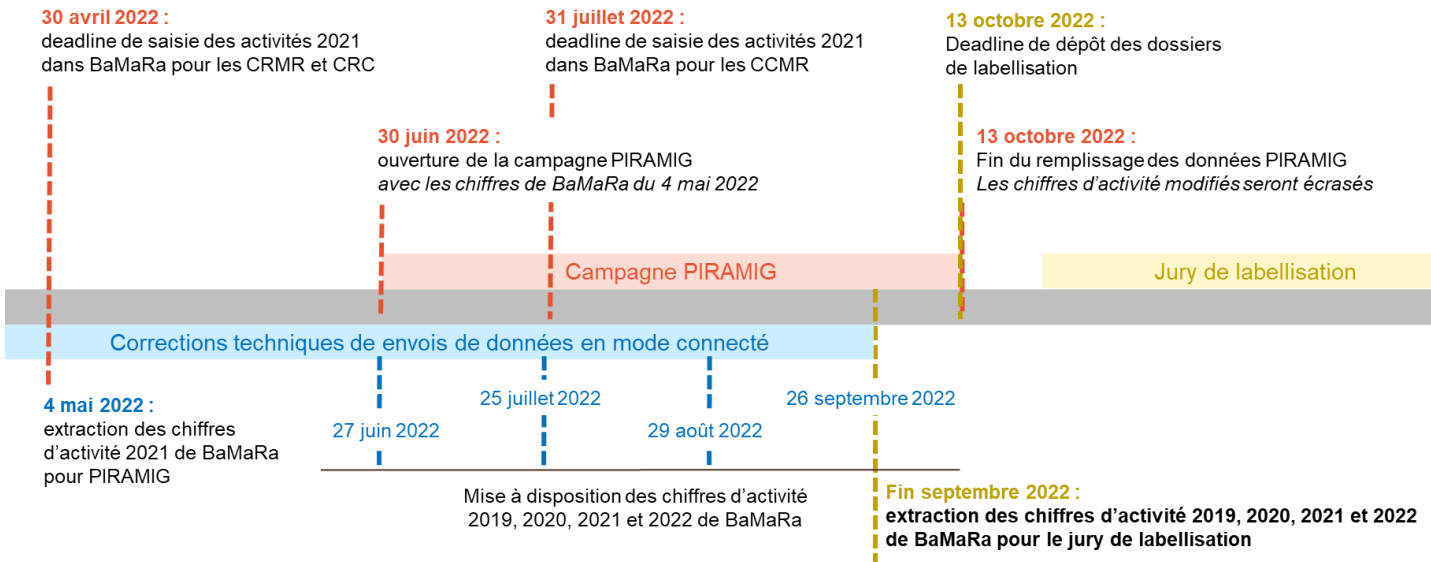 30 avril 2022 :
deadline de saisie des activités 2021
dans BaMaRa pour les CRMR et CRC
31 juillet 2022 :
deadline de saisie des activités 2021
dans BaMaRa pour les CCMR
13 octobre 2022 :
Deadline de dépôt des dossiers
de labellisation
30 juin 2022 :
ouverture de la campagne PIRAMIG
avec les chiffres de BaMaRa du 4 mai 2022
13 octobre 2022 :
Fin du remplissage des données PIRAMIG
Les chiffres d'activité modifiés seront écrasés
Campagne PIRAMIG
Jury de labellisation
Corrections techniques de envois de données en mode connecté
4 mai 2022 :
extraction des chiffres
d'activité 2021 de BaMaRa
pour PIRAMIG
27 juin 2022
25 juillet 2022
29 août 2022
26 septembre 2022
Mise à disposition des chiffres d'activité
2019, 2020, 2021 et 2022 de BaMaRa
Fin septembre 2022 :
extraction des chiffres d'activité 2019, 2020, 2021 et 2022
de BaMaRa pour le jury de labellisation